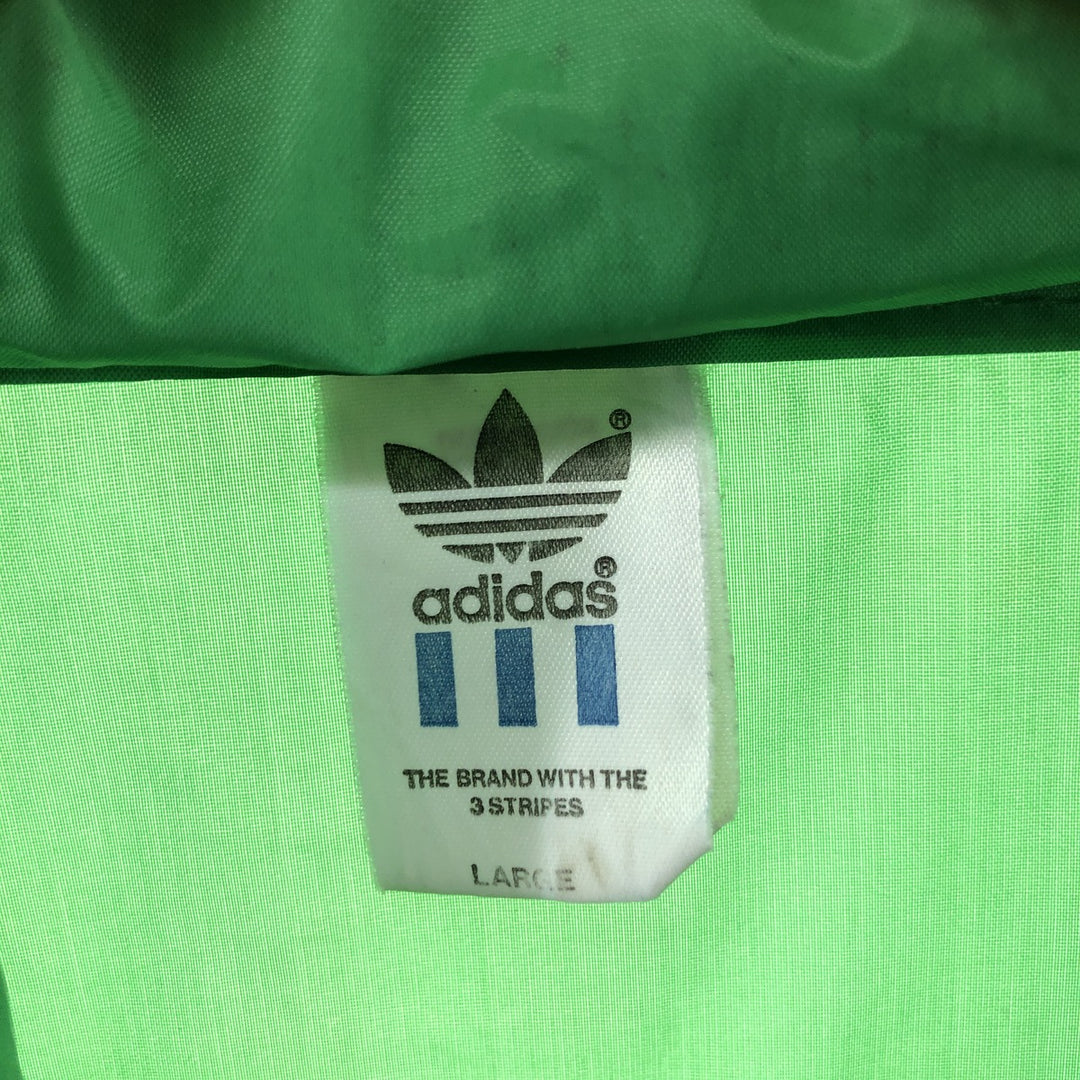 ®
adidas®
THE BRAND WITH THE
3 STRIPES
LARGE